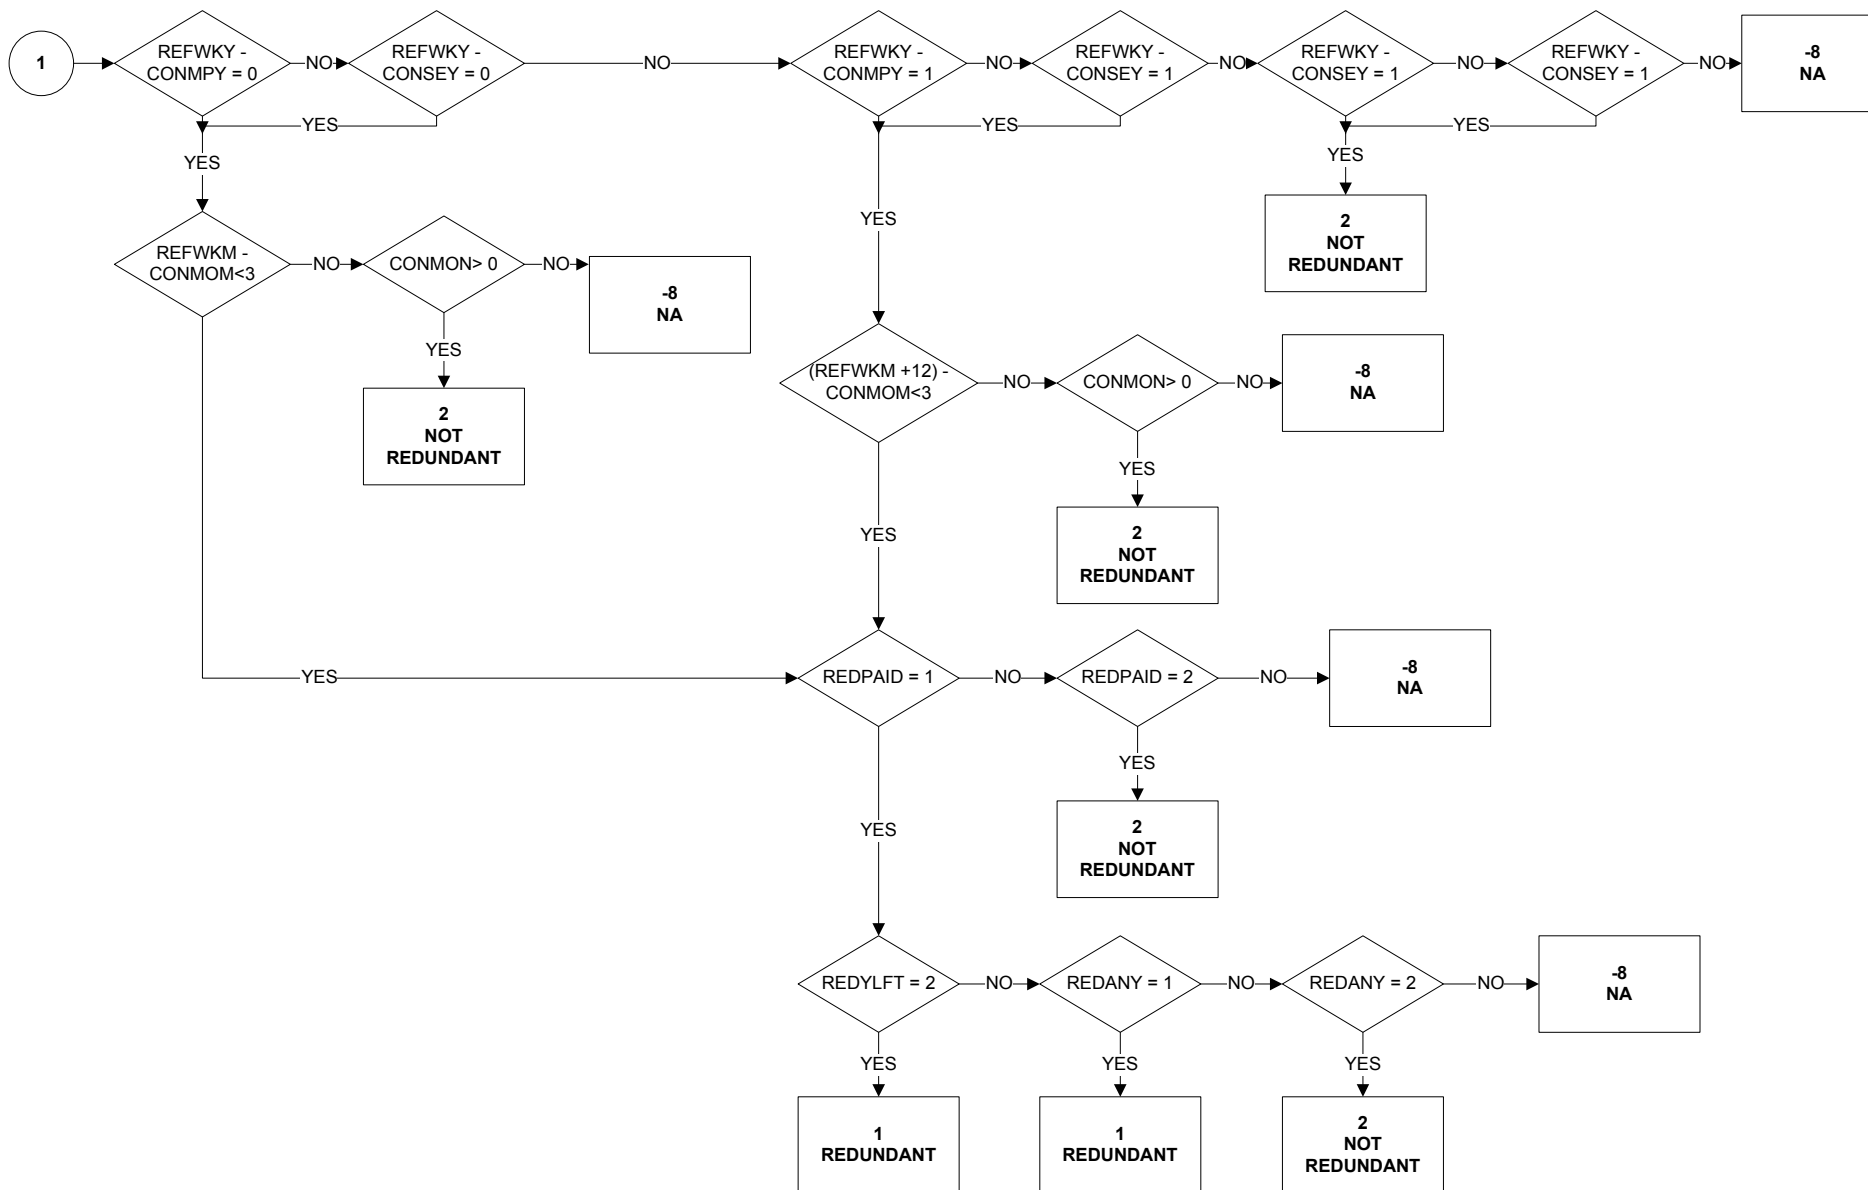 1
REFWKY -
CONMPY = 0
NO
REFWKY -
CONSEY = 0
NO
REFWKY -
CONMPY = 1
NO
REFWKY -
CONSEY = 1
NO
REFWKY -
CONSEY = 1
NO
REFWKY -
CONSEY = 1
NO
-8
NA
YES
YES
YES
YES
YES
YES
2
NOT
REDUNDANT
REFWKM -
CONMOM<3
NO
CONMON> 0
NO
-8
NA
YES
2
NOT
REDUNDANT
(REFWKM +12) -
CONMOM<3
NO
CONMON> 0
NO
-8
NA
YES
2
NOT
REDUNDANT
YES
YES
REDPAID = 1
NO
REDPAID = 2
NO
-8
NA
YES
2
NOT
REDUNDANT
YES
REDYLFT = 2
NO
REDANY = 1
NO
REDANY = 2
NO
-8
NA
YES
YES
YES
1
REDUNDANT
1
REDUNDANT
2
NOT
REDUNDANT